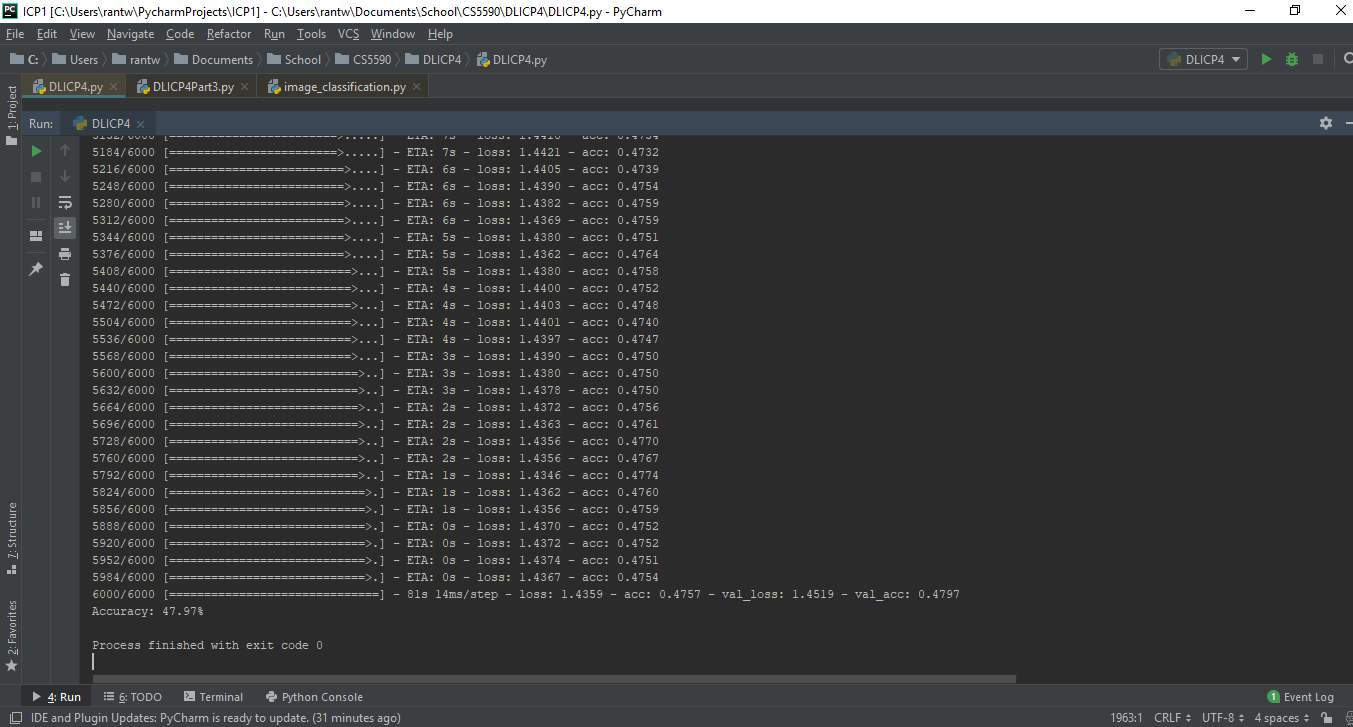 ICP1 [C:\Users\rantw\PycharmProjects\ICP1] - C:\Users\rantw\Documents\School\CS5590\DLICP4\DLICP4.py - PyCharm
File Edit View Navigate Code Refactor Run Tools VCS Window Help
C: Users rantw Documents School CS5590 DLICP4 DLICP4.py DLICP4
DLICP4.py DLICP4Part3.py image_classification.py
1: Project
Run: DLICP4
5184/6000 [========================>.....] - ETA: 7s - loss: 1.4421 - acc: 0.4732
5216/6000 [=========================>....] - ETA: 6s - loss: 1.4405 - acc: 0.4739
5248/6000 [=========================>....] - ETA: 6s - loss: 1.4390 - acc: 0.4754
5280/6000 [=========================>....] - ETA: 6s - loss: 1.4382 - acc: 0.4759
5312/6000 [=========================>....] - ETA: 6s - loss: 1.4369 - acc: 0.4759
5344/6000 [=========================>....] - ETA: 5s - loss: 1.4380 - acc: 0.4751
5376/6000 [=========================>....] - ETA: 5s - loss: 1.4362 - acc: 0.4764
5408/6000 [==========================>...] - ETA: 5s - loss: 1.4380 - acc: 0.4758
5440/6000 [==========================>...] - ETA: 4s - loss: 1.4400 - acc: 0.4752
5472/6000 [==========================>...] - ETA: 4s - loss: 1.4403 - acc: 0.4748
5504/6000 [==========================>...] - ETA: 4s - loss: 1.4401 - acc: 0.4740
5536/6000 [==========================>...] - ETA: 4s - loss: 1.4397 - acc: 0.4747
5568/6000 [==========================>...] - ETA: 3s - loss: 1.4390 - acc: 0.4750
5600/6000 [===========================>..] - ETA: 3s - loss: 1.4380 - acc: 0.4750
5632/6000 [===========================>..] - ETA: 3s - loss: 1.4378 - acc: 0.4750
5664/6000 [===========================>..] - ETA: 2s - loss: 1.4372 - acc: 0.4756
5696/6000 [===========================>..] - ETA: 2s - loss: 1.4363 - acc: 0.4761
5728/6000 [===========================>..] - ETA: 2s - loss: 1.4356 - acc: 0.4770
5760/6000 [===========================>..] - ETA: 2s - loss: 1.4356 - acc: 0.4767
5792/6000 [===========================>..] - ETA: 1s - loss: 1.4346 - acc: 0.4774
5824/6000 [============================>.] - ETA: 1s - loss: 1.4362 - acc: 0.4760
5856/6000 [============================>.] - ETA: 1s - loss: 1.4356 - acc: 0.4759
5888/6000 [============================>.] - ETA: 0s - loss: 1.4370 - acc: 0.4752
5920/6000 [============================>.] - ETA: 0s - loss: 1.4372 - acc: 0.4752
5952/6000 [============================>.] - ETA: 0s - loss: 1.4374 - acc: 0.4751
5984/6000 [============================>.] - ETA: 0s - loss: 1.4367 - acc: 0.4754
6000/6000 [==============================] - 81s 14ms/step - loss: 1.4359 - acc: 0.4757 - val_loss: 1.4519 - val_acc: 0.4797
Accuracy: 47.97%
Process finished with exit code 0
7: Structure
2: Favorites
4: Run 6: TODO Terminal Python Console 1 Event Log
IDE and Plugin Updates: PyCharm is ready to update. (31 minutes ago) 1963:1 CRLF UTF-8 4 spaces